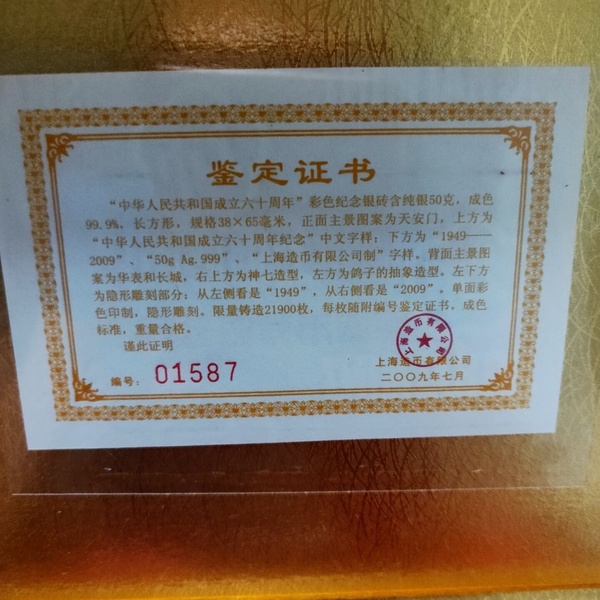 鉴定证书
“中华人民共和国成立六十周年”彩色纪念银砖含纯银50克，成色
99.9%，长方形，规格38×65毫米，正面主景图案为天安门，上方为
“中华人民共和国成立六十周年纪念”中文字样：下方为“1949——
2009”、“50g Ag.999”、“上海造币有限公司制”字样。背面主景图
案为华表和长城，右上方为神七造型，左方为鸽子的抽象造型。左下方
为隐形雕刻部分：从左侧看是“1949”，从右侧看是“2009”。单面彩
色印制，隐形雕刻。限量铸造21900枚，每枚随附编号鉴定证书。成色
标准，重量合格。
谨此证明
上海造币有限公司
编号：01587
上海造币有限公司
二〇〇九年七月